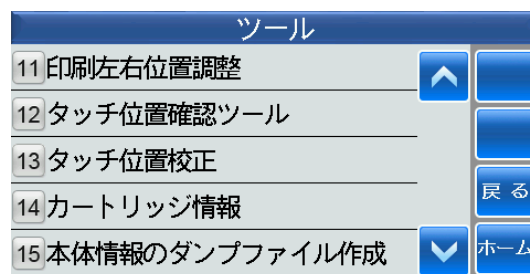 ツール
11 印刷左右位置調整
12 タッチ位置確認ツール
13 タッチ位置校正
14 カートリッジ情報
15 本体情報のダンプファイル作成
戻る
ホーム